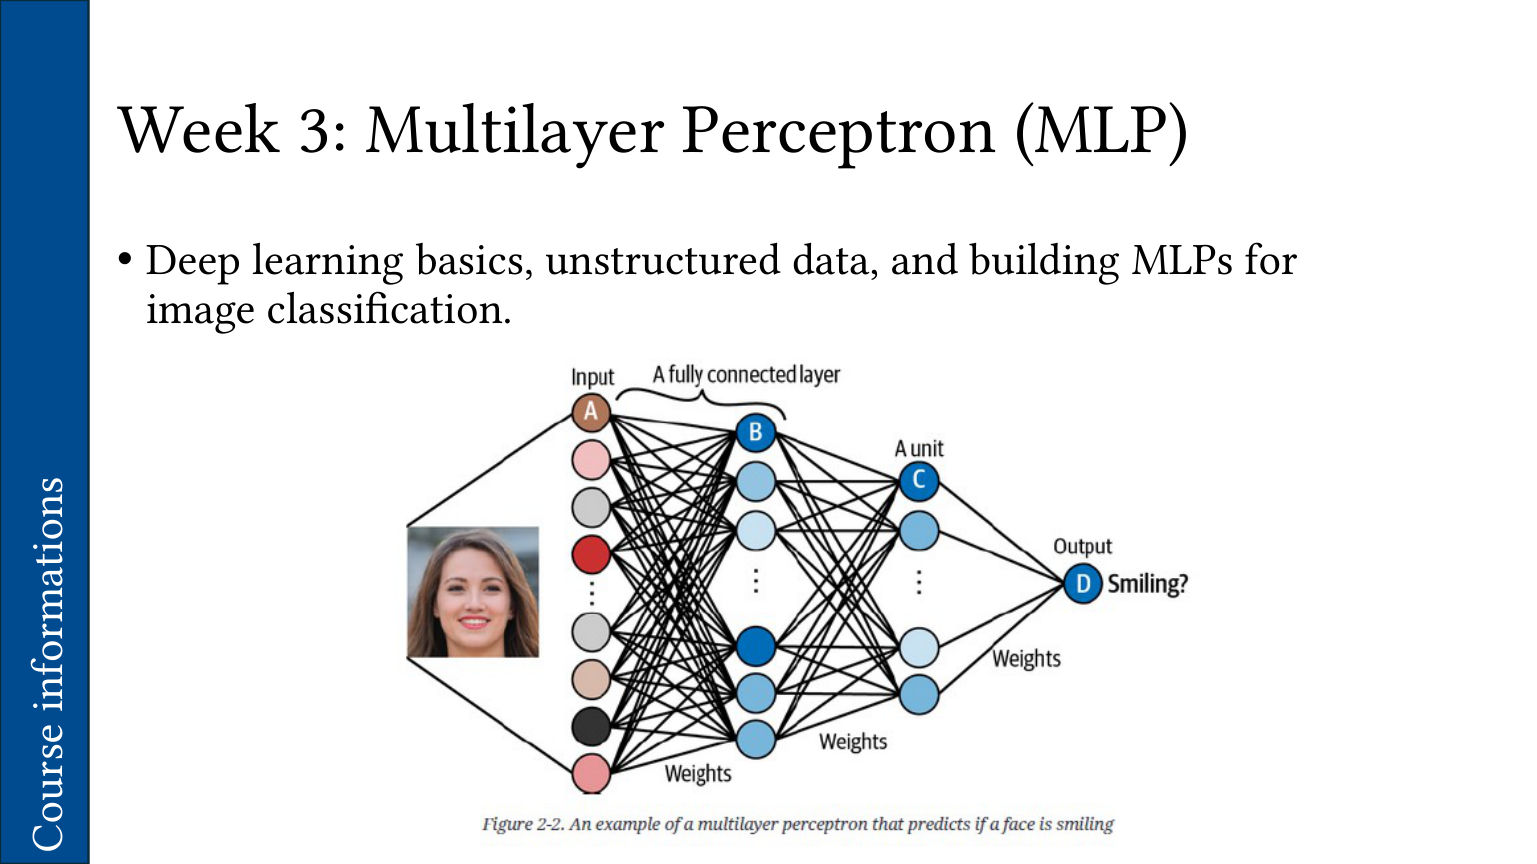 Course informations
Week 3: Multilayer Perceptron (MLP)
• Deep learning basics, unstructured data, and building MLPs for
image classification.
Input
A fully connected layer
A
B
A unit
C
Output
D Smiling?
Weights
Weights
Weights
Figure 2-2. An example of a multilayer perceptron that predicts if a face is smiling